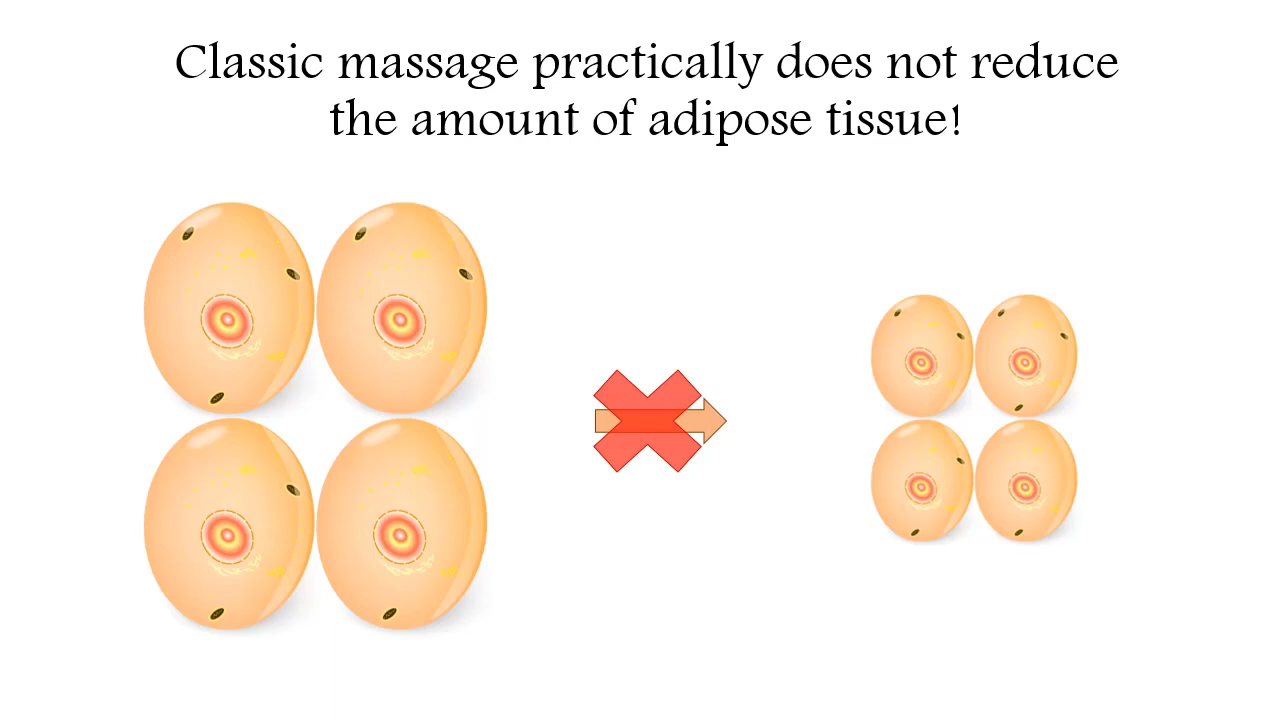 Classic massage practically does not reduce
the amount of adipose tissue!